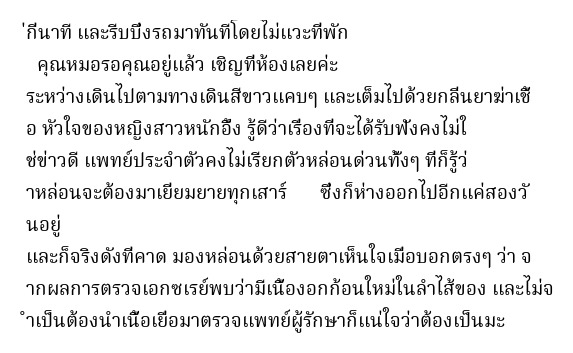 ่กี่นาที และรีบบึ่งรถมาทันทีโดยไม่แวะที่พัก
คุณหมอรอคุณอยู่แล้ว เชิญที่ห้องเลยค่ะ
ระหว่างเดินไปตามทางเดินสีขาวแคบๆ และเต็มไปด้วยกลิ่นยาฆ่าเชื้
อ หัวใจของหญิงสาวหนักอึ้ง รู้ดีว่าเรื่องที่จะได้รับฟังคงไม่ใ
ช่ข่าวดี แพทย์ประจำตัวคงไม่เรียกตัวหล่อนด่วนทั้งๆ ที่ก็รู้ว่
าหล่อนจะต้องมาเยี่ยมยายทุกเสาร์ ซึ่งก็ห่างออกไปอีกแค่สองวั
นอยู่
และก็จริงดังที่คาด มองหล่อนด้วยสายตาเห็นใจเมื่อบอกตรงๆ ว่า จ
ากผลการตรวจเอกซเรย์พบว่ามีเนื้องอกก้อนใหม่ในลำไส้ของ และไม่จ
ำเป็นต้องนำเนื้อเยื่อมาตรวจแพทย์ผู้รักษาก็แน่ใจว่าต้องเป็นมะ